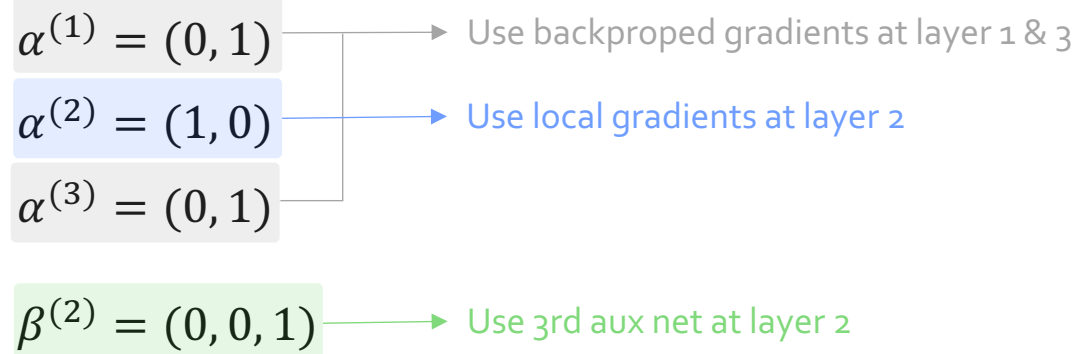 α⁽¹⁾ = (0, 1) Use backproped gradients at layer 1 & 3
α⁽²⁾ = (1, 0) Use local gradients at layer 2
α⁽³⁾ = (0, 1)
β⁽²⁾ = (0, 0, 1) Use 3rd aux net at layer 2